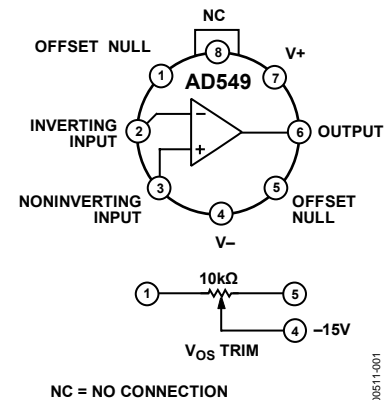 NC
OFFSET NULL
8
V+
1
AD549
7
INVERTING
INPUT
2
–
6
OUTPUT
+
NONINVERTING
INPUT
3
5
OFFSET
NULL
4
V–
10kΩ
1
5
4
–15V
VOS TRIM
NC = NO CONNECTION
00511-001